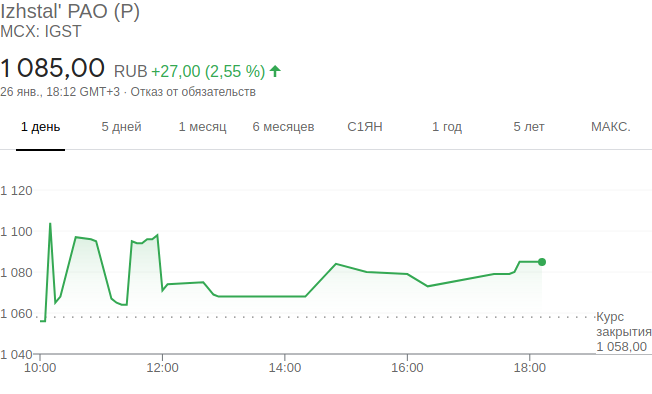 Izhstal' PAO (P)
MCX: IGST
1 085,00 RUB +27,00 (2,55 %)
26 янв., 18:12 GMT+3 · Отказ от обязательств
1 день 5 дней 1 месяц 6 месяцев С1ЯН 1 год 5 лет МАКС.
1 120
1 100
1 080
1 060
Курс
закрытия
1 058,00
1 040
10:00 12:00 14:00 16:00 18:00